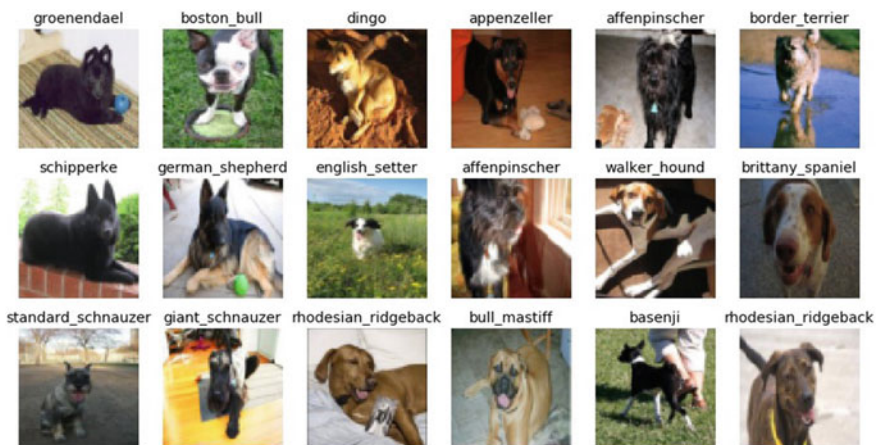 groenendael boston_bull dingo appenzeller affenpinscher border_terrier
schipperke german_shepherd english_setter affenpinscher walker_hound brittany_spaniel
standard_schnauzer giant_schnauzer rhodesian_ridgeback bull_mastiff basenji rhodesian_ridgeback